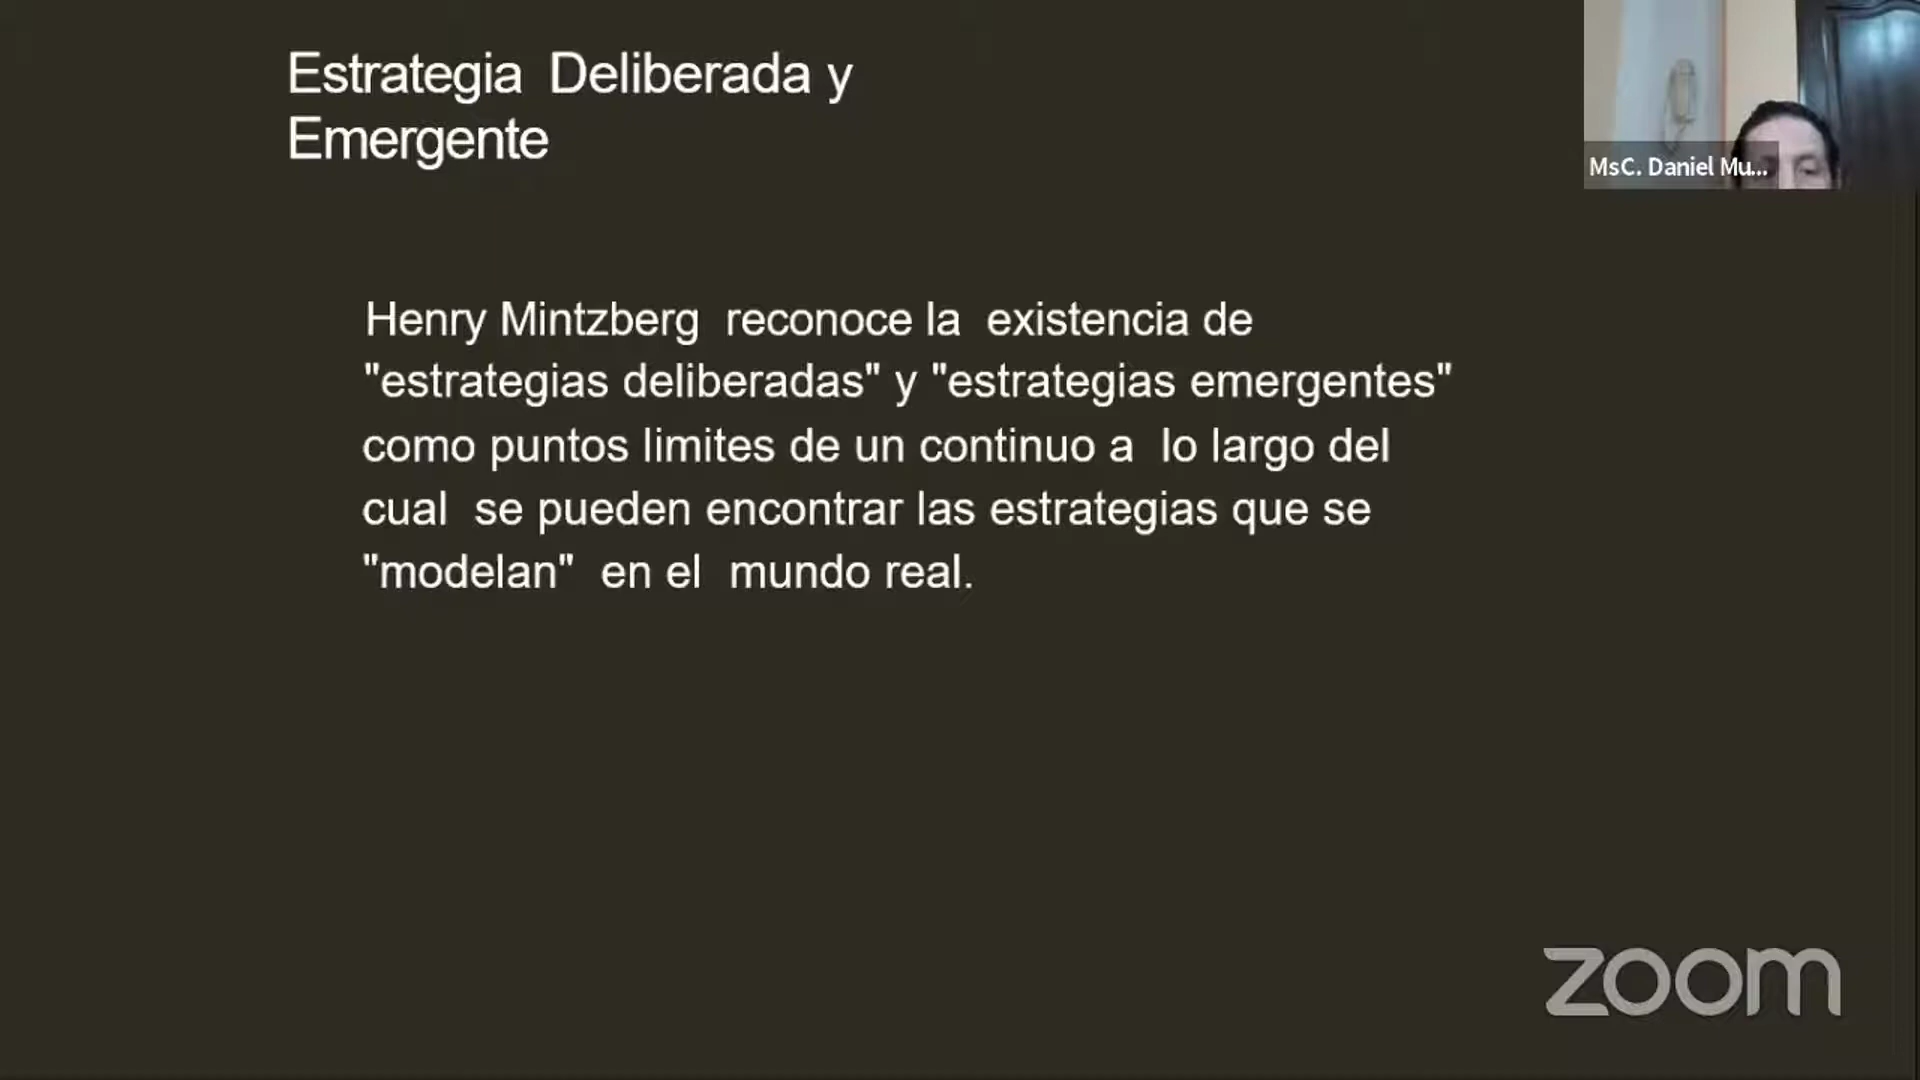 Estrategia Deliberada y
Emergente
MsC. Daniel Mu...
Henry Mintzberg reconoce la existencia de
"estrategias deliberadas" y "estrategias emergentes"
como puntos limites de un continuo a lo largo del
cual se pueden encontrar las estrategias que se
"modelan" en el mundo real.
zoom